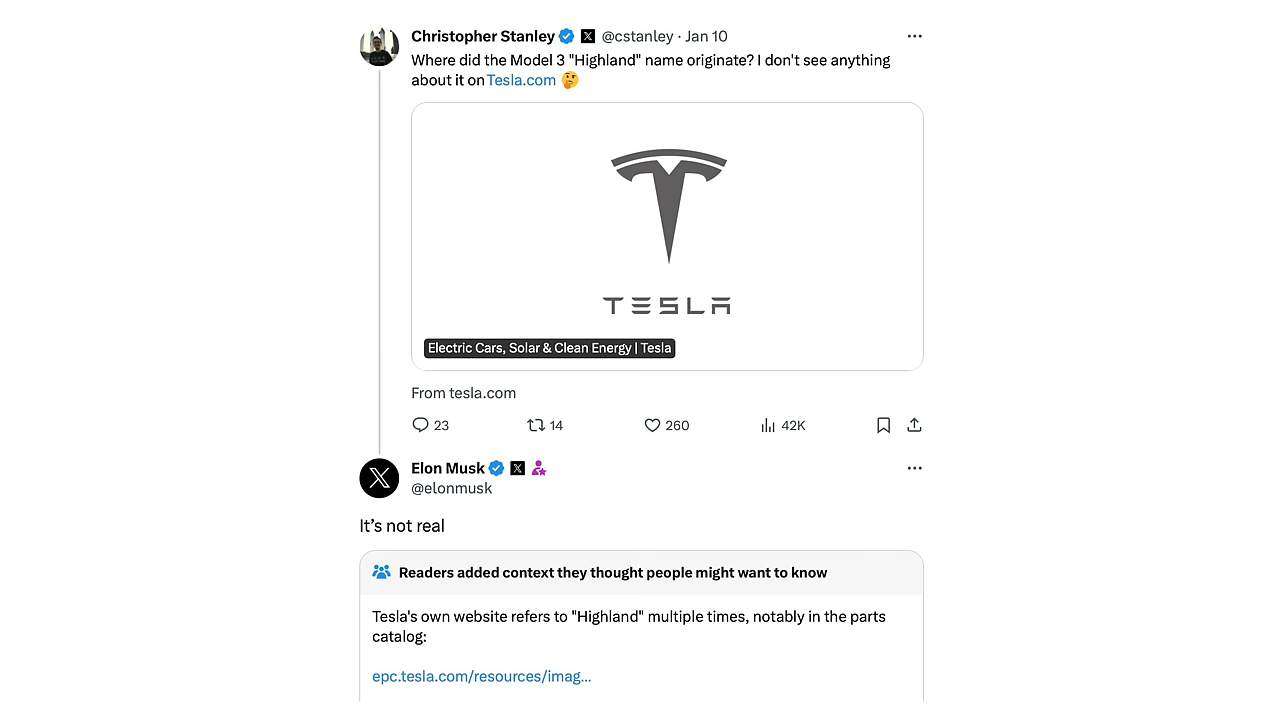 Christopher Stanley @cstanley · Jan 10
Where did the Model 3 "Highland" name originate? I don't see anything
about it on Tesla.com 🤔
TESLA
Electric Cars, Solar & Clean Energy | Tesla
From tesla.com
23 14 260 42K
Elon Musk
@elonmusk
It’s not real
Readers added context they thought people might want to know
Tesla's own website refers to "Highland" multiple times, notably in the parts
catalog:
epc.tesla.com/resources/imag...